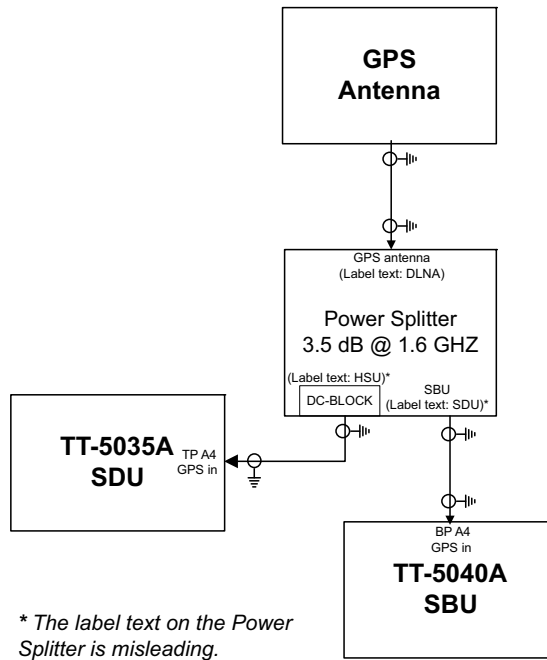 GPS
Antenna
GPS antenna
(Label text: DLNA)
Power Splitter
3.5 dB @ 1.6 GHZ
(Label text: HSU)*
DC-BLOCK
SBU
(Label text: SDU)*
TT-5035A
SDU
TP A4
GPS in
BP A4
GPS in
TT-5040A
SBU
* The label text on the Power
Splitter is misleading.